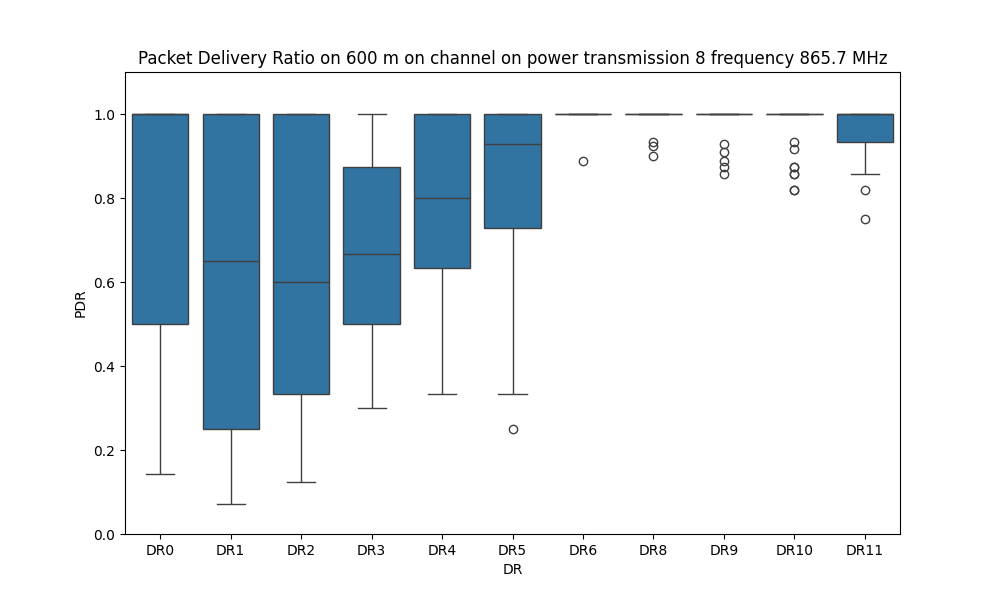 Packet Delivery Ratio on 600 m on channel on power transmission 8 frequency 865.7 MHz
1.0
0.8
0.6
0.4
0.2
0.0
PDR
DR0 DR1 DR2 DR3 DR4 DR5 DR6 DR8 DR9 DR10 DR11
DR